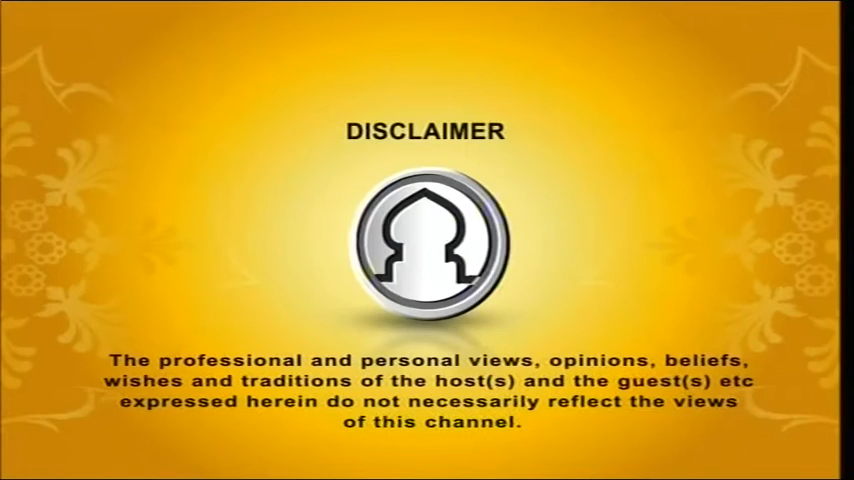 DISCLAIMER
The professional and personal views, opinions, beliefs,
wishes and traditions of the host(s) and the guest(s) etc
expressed herein do not necessarily reflect the views
of this channel.